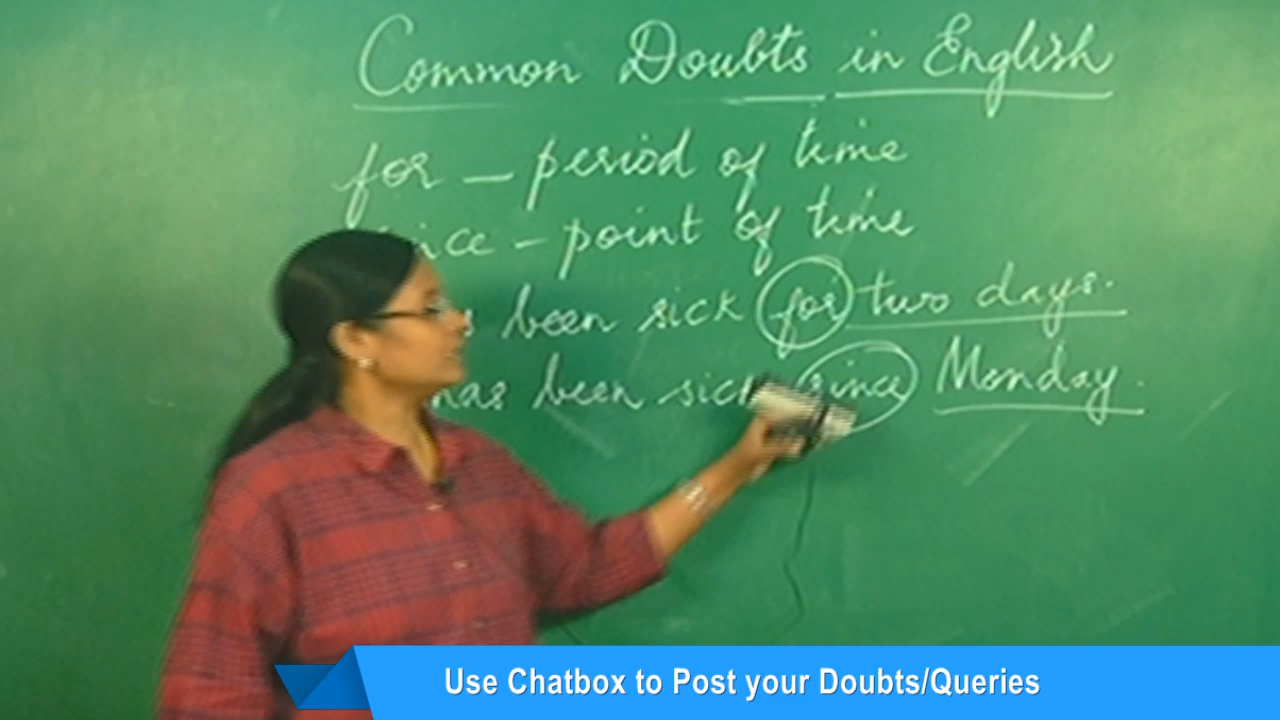 Common Doubts in English
for – period of time
since – point of time
been sick for two days.
has been sick since Monday.
Use Chatbox to Post your Doubts/Queries